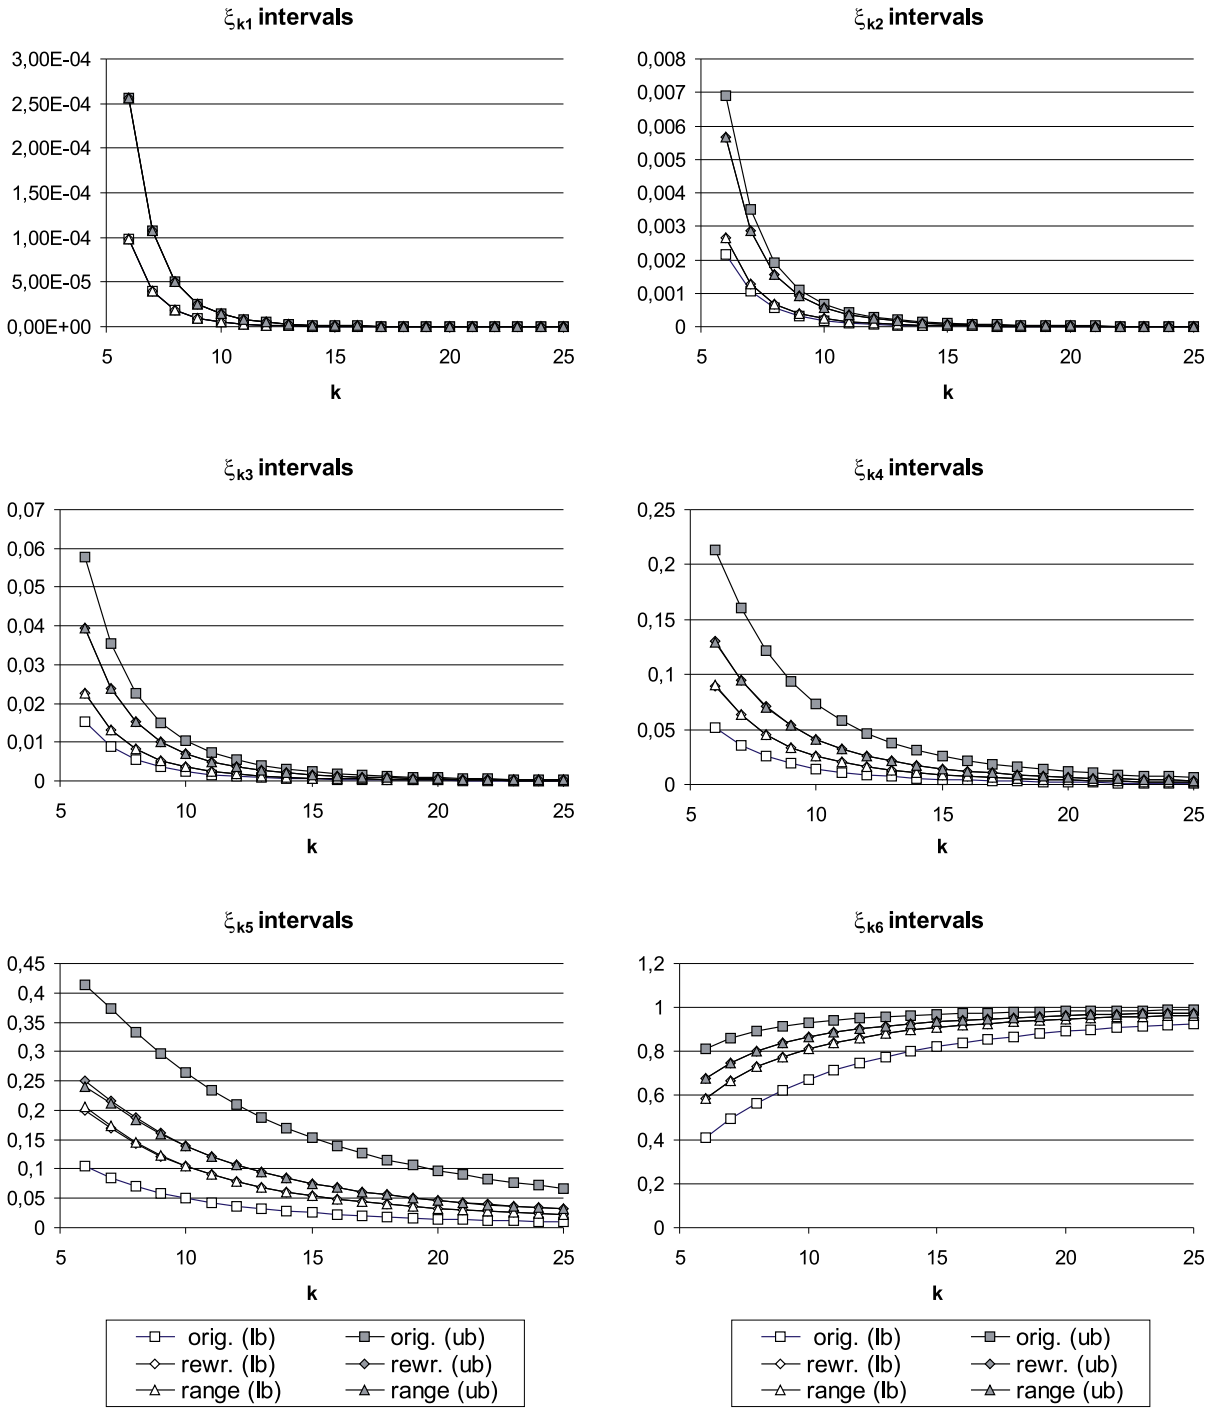 ξk1 intervals
3,00E-04
2,50E-04
2,00E-04
1,50E-04
1,00E-04
5,00E-05
0,00E+00
5 10 15 20 25
k
ξk2 intervals
0,008
0,007
0,006
0,005
0,004
0,003
0,002
0,001
0
5 10 15 20 25
k
ξk3 intervals
0,07
0,06
0,05
0,04
0,03
0,02
0,01
0
5 10 15 20 25
k
ξk4 intervals
0,25
0,2
0,15
0,1
0,05
0
5 10 15 20 25
k
ξk5 intervals
0,45
0,4
0,35
0,3
0,25
0,2
0,15
0,1
0,05
0
5 10 15 20 25
k
ξk6 intervals
1,2
1
0,8
0,6
0,4
0,2
0
5 10 15 20 25
k
orig. (lb) orig. (ub)
rewr. (lb) rewr. (ub)
range (lb) range (ub)
orig. (lb) orig. (ub)
rewr. (lb) rewr. (ub)
range (lb) range (ub)